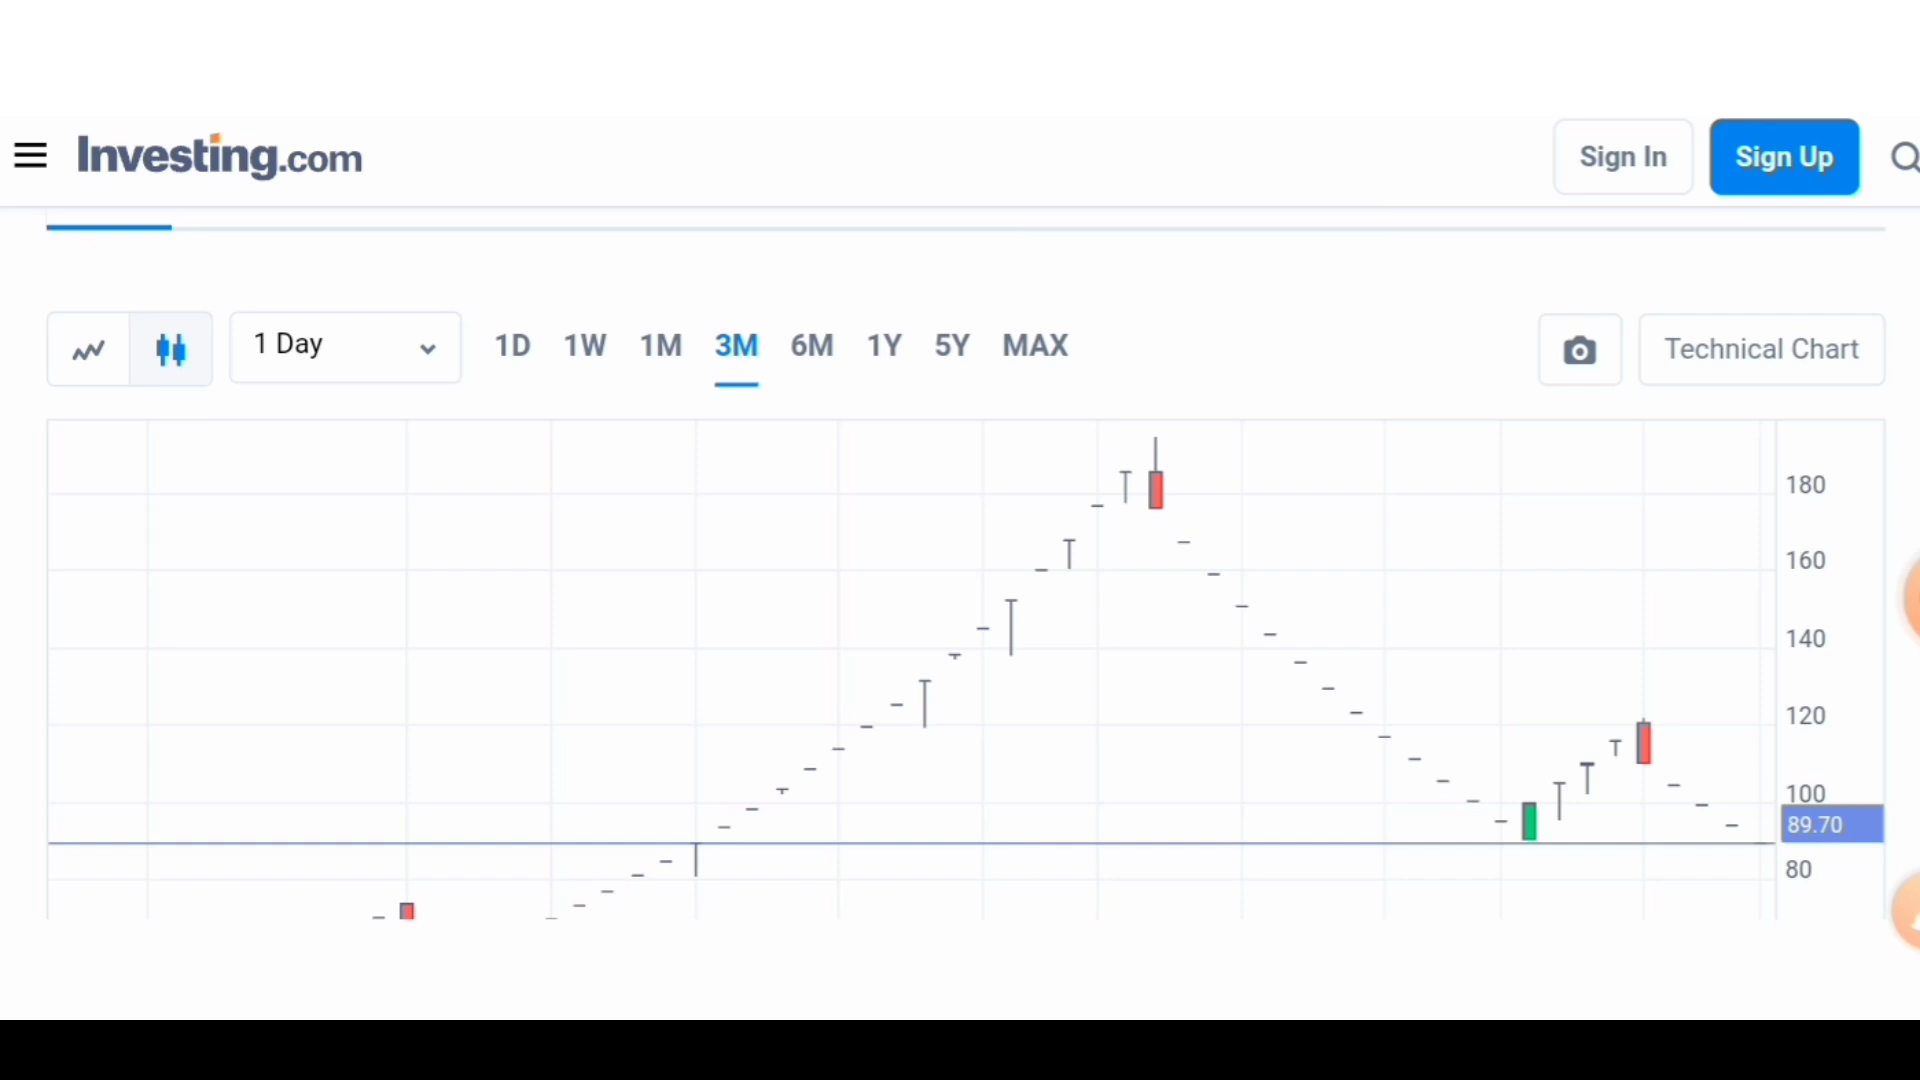 Investing.com
Sign In
Sign Up
1 Day
1D 1W 1M 3M 6M 1Y 5Y MAX
Technical Chart
180
160
140
120
100
89.70
80